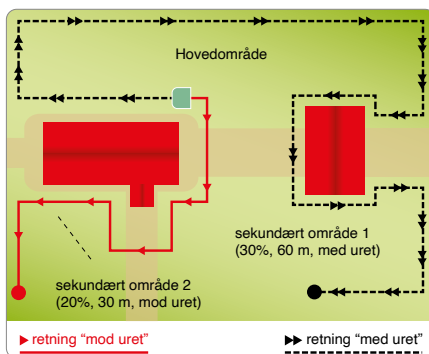 Hovedområde
sekundært område 1
(30%, 60 m, med uret)
sekundært område 2
(20%, 30 m, mod uret)
retning “mod uret”
retning “med uret”